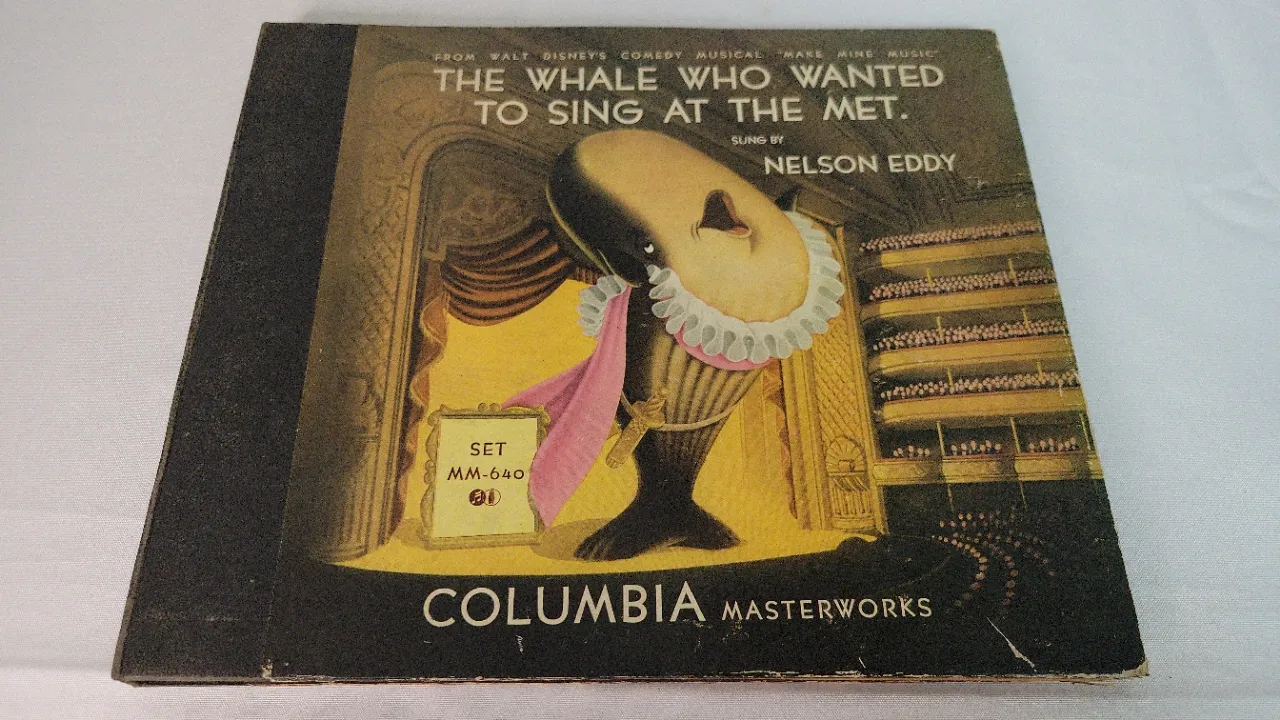 FROM WALT DISNEY'S COMEDY MUSICAL "MAKE MINE MUSIC"
THE WHALE WHO WANTED
TO SING AT THE MET.
SUNG BY
NELSON EDDY
SET
MM-640
COLUMBIA MASTERWORKS